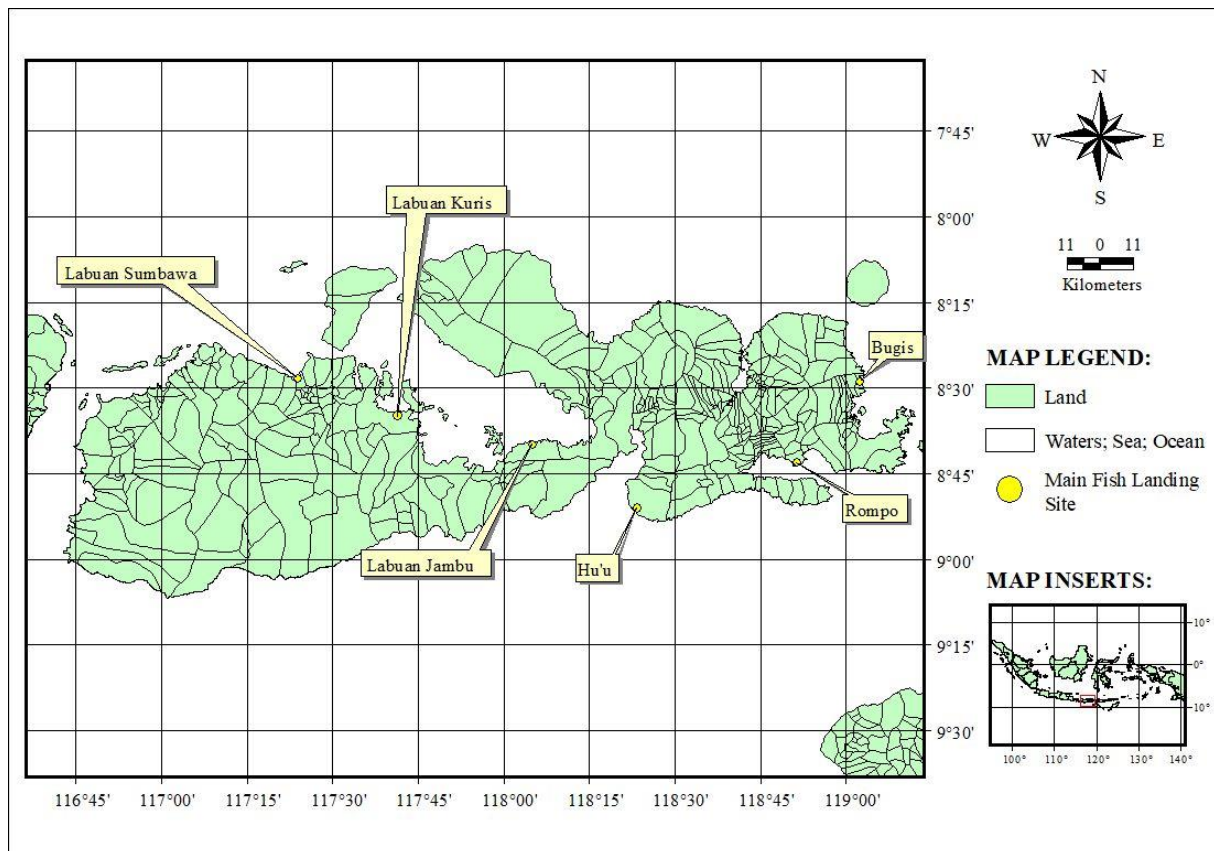 Labuan Kuris
Labuan Sumbawa
Bugis
Rompo
Labuan Jambu
Hu'u
7°45'
8°00'
8°15'
8°30'
8°45'
9°00'
9°15'
9°30'
116°45' 117°00' 117°15' 117°30' 117°45' 118°00' 118°15' 118°30' 118°45' 119°00'
N
W E
S
11 0 11
Kilometers
MAP LEGEND:
Land
Waters; Sea; Ocean
Main Fish Landing
Site
MAP INSERTS:
10°
0°
10°
100° 110° 120° 130° 140°